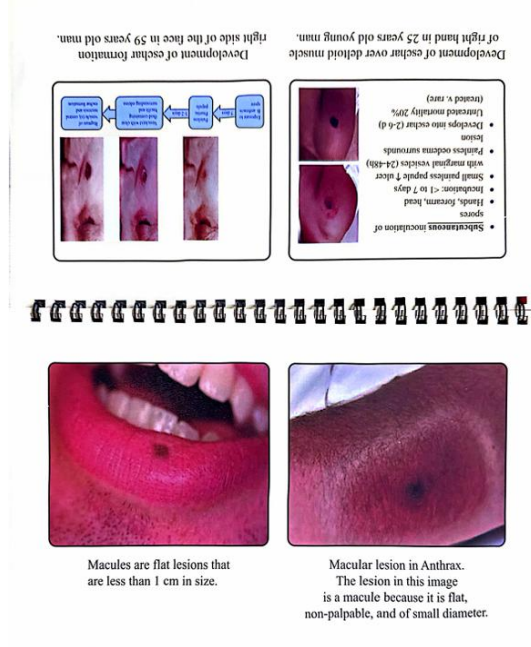 Development of eschar over deltoid muscle
of right hand in 25 years old young man.
Development of eschar formation
right side of the face in 59 years old man.
• Subcutaneous inoculation of
spores
• Hands, forearm, head
• Incubation: <1 to 7 days
• Small painless papule ↑ ulcer
with marginal vesicles (24-48h)
• Painless oedema surrounds
lesion
• Develops into eschar (2-6 d)
Untreated mortality 20%
(treated v. rare)
Macules are flat lesions that
are less than 1 cm in size.
Macular lesion in Anthrax.
The lesion in this image
is a macule because it is flat,
non-palpable, and of small diameter.